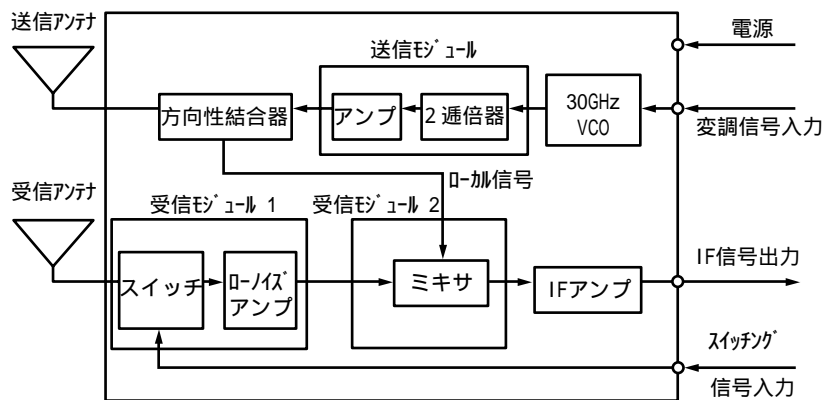 送信ｱﾝﾃﾅ
電源
送信ﾓｼﾞｭｰﾙ
方向性結合器
アンプ
2逓倍器
30GHz
VCO
変調信号入力
ﾛｰｶﾙ信号
受信ｱﾝﾃﾅ
受信ﾓｼﾞｭｰﾙ 1
受信ﾓｼﾞｭｰﾙ 2
スイッチ
ﾛｰﾉｲｽﾞ
アンプ
ミキサ
IFアンプ
IF信号出力
ｽｲｯﾁﾝｸﾞ
信号入力